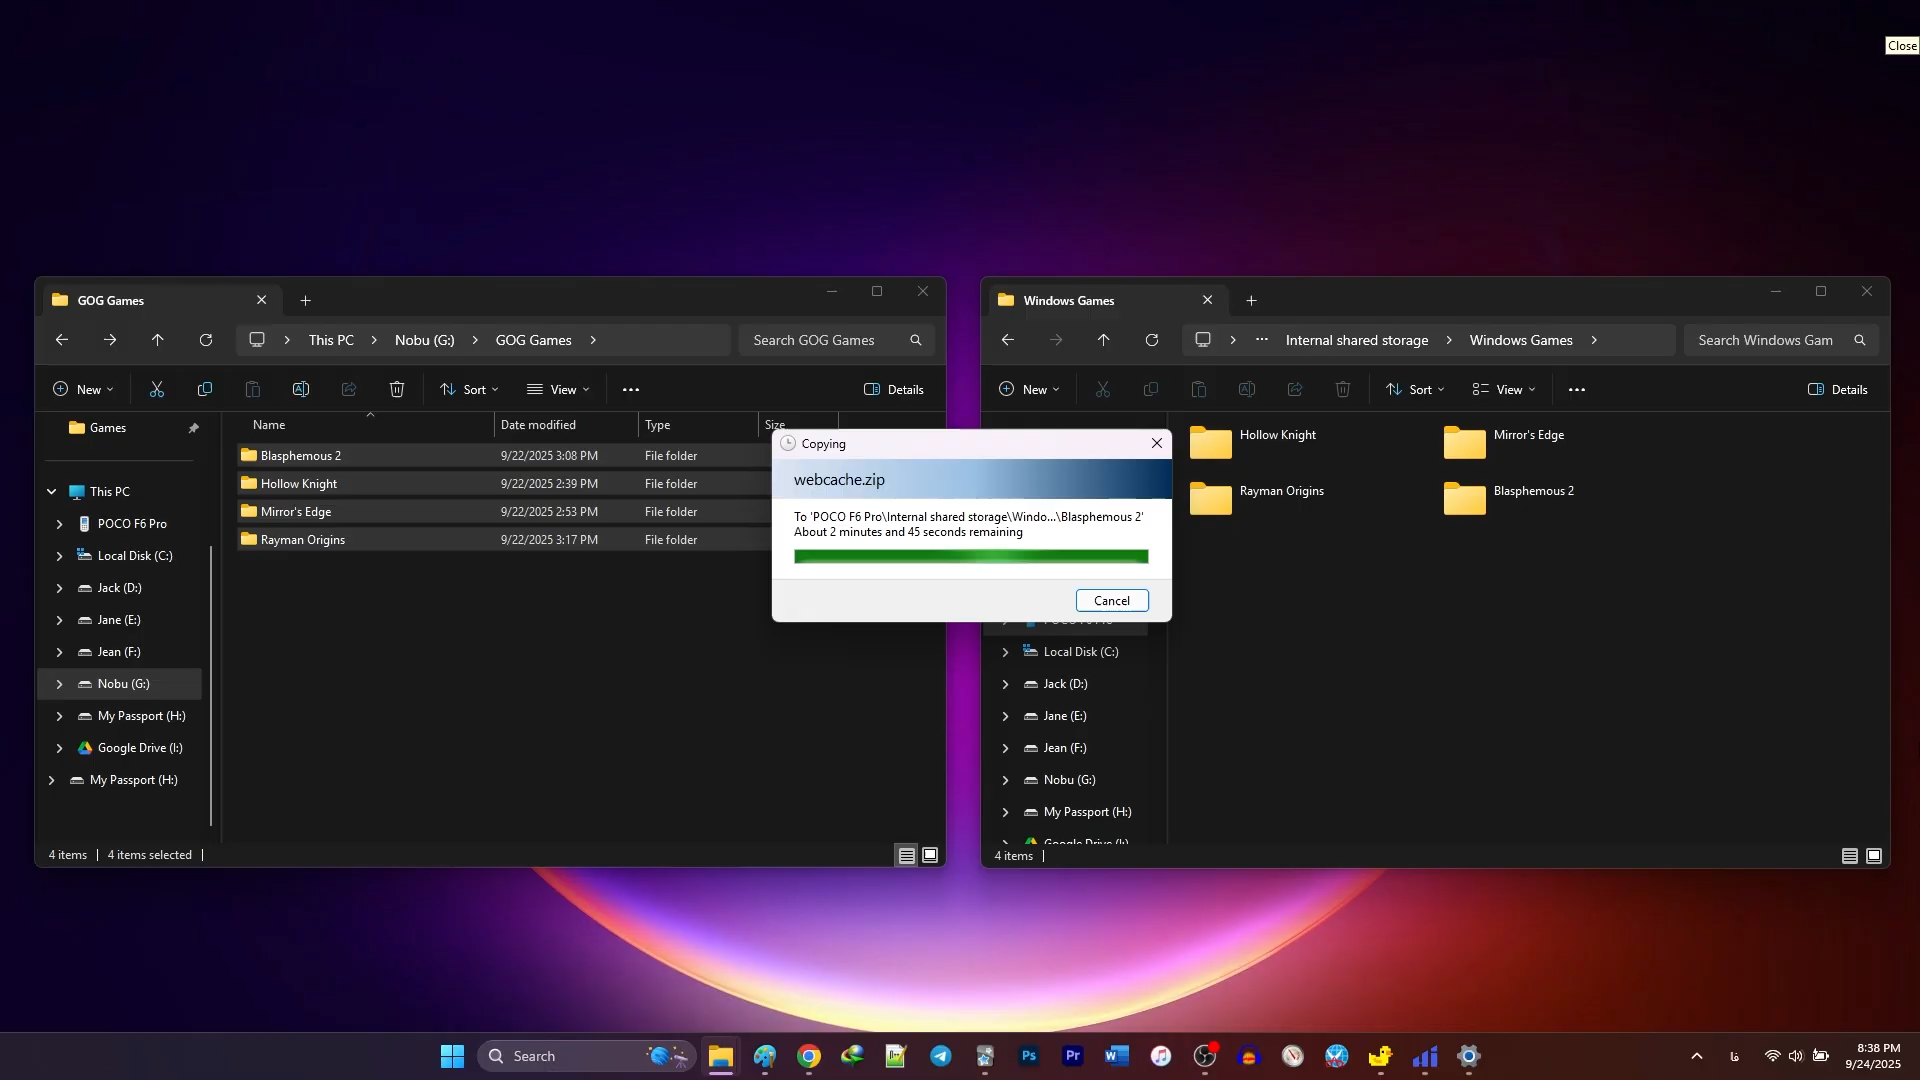 Close
GOG Games
This PC
Nobu (G:)
GOG Games
Search GOG Games
New
Sort
View
Details
Games
This PC
POCO F6 Pro
Local Disk (C:)
Jack (D:)
Jane (E:)
Jean (F:)
Nobu (G:)
My Passport (H:)
Google Drive (I:)
My Passport (H:)
Name Date modified Type Size
Blasphemous 2 9/22/2025 3:08 PM File folder
Hollow Knight 9/22/2025 2:39 PM File folder
Mirror's Edge 9/22/2025 2:53 PM File folder
Rayman Origins 9/22/2025 3:17 PM File folder
4 items 4 items selected
Copying
webcache.zip
To 'POCO F6 Pro\Internal shared storage\Windo...\Blasphemous 2'
About 2 minutes and 45 seconds remaining
Cancel
Windows Games
Internal shared storage
Windows Games
Search Windows Gam
New
Sort
View
Details
Hollow Knight
Mirror's Edge
Rayman Origins
Blasphemous 2
Local Disk (C:)
Jack (D:)
Jane (E:)
Jean (F:)
Nobu (G:)
My Passport (H:)
Google Drive (I:)
4 items
Search
Ps
Pr
W
فا
8:38 PM
9/24/2025